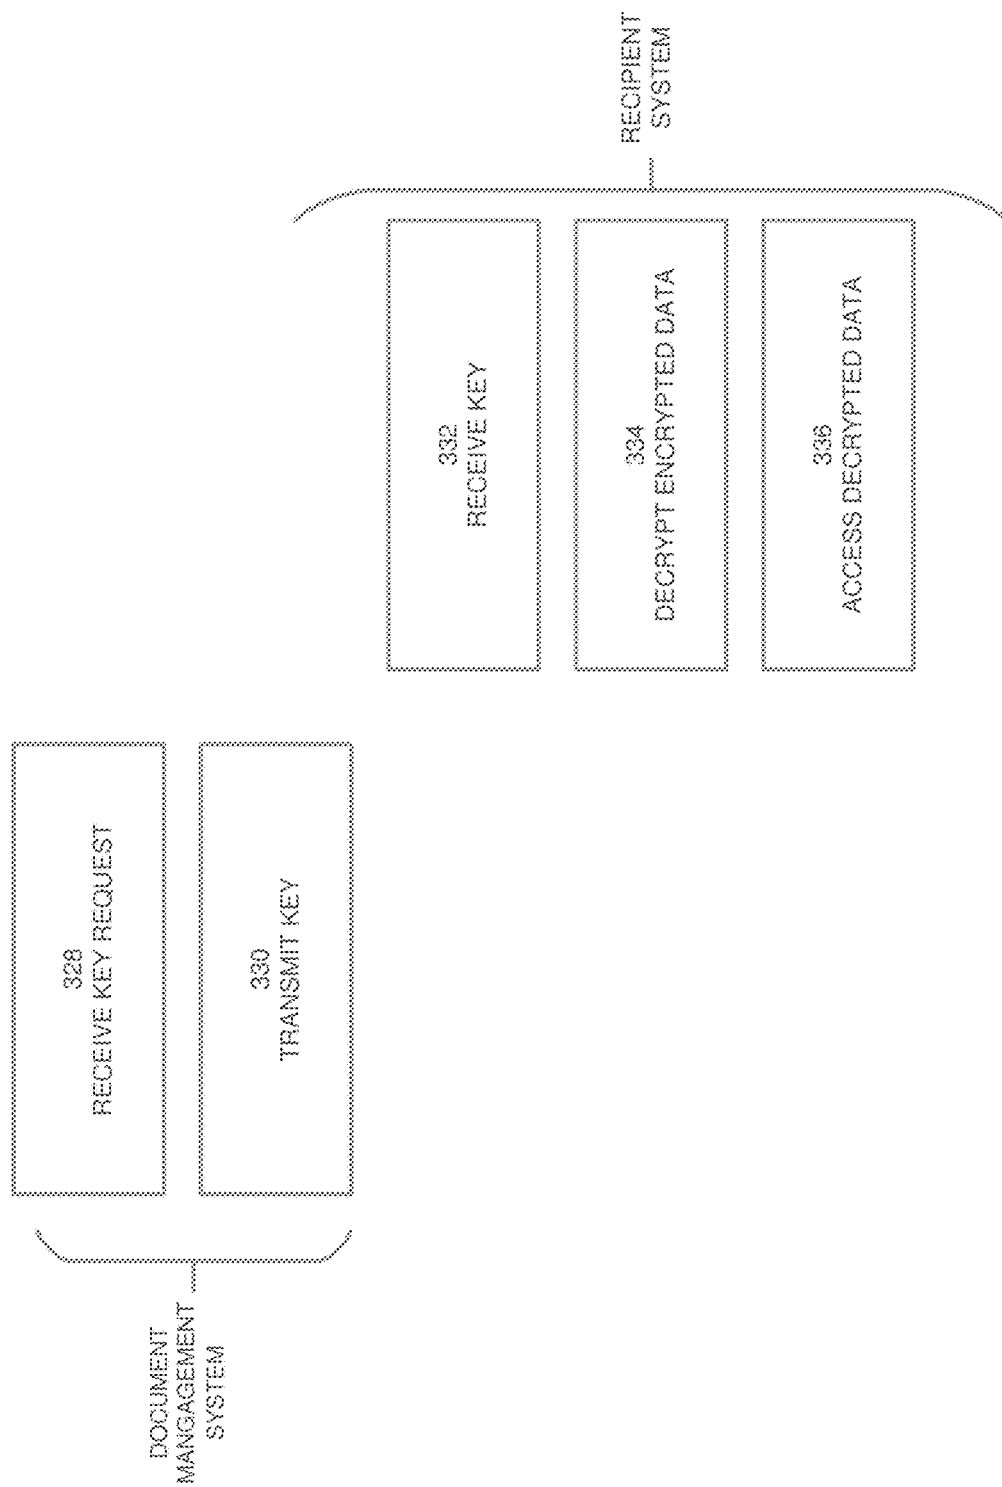 DOCUMENT
MANGAGEMENT
SYSTEM
328
RECEIVE KEY REQUEST
330
TRANSMIT KEY
332
RECEIVE KEY
334
DECRYPT ENCRYPTED DATA
336
ACCESS DECRYPTED DATA
RECIPIENT
SYSTEM